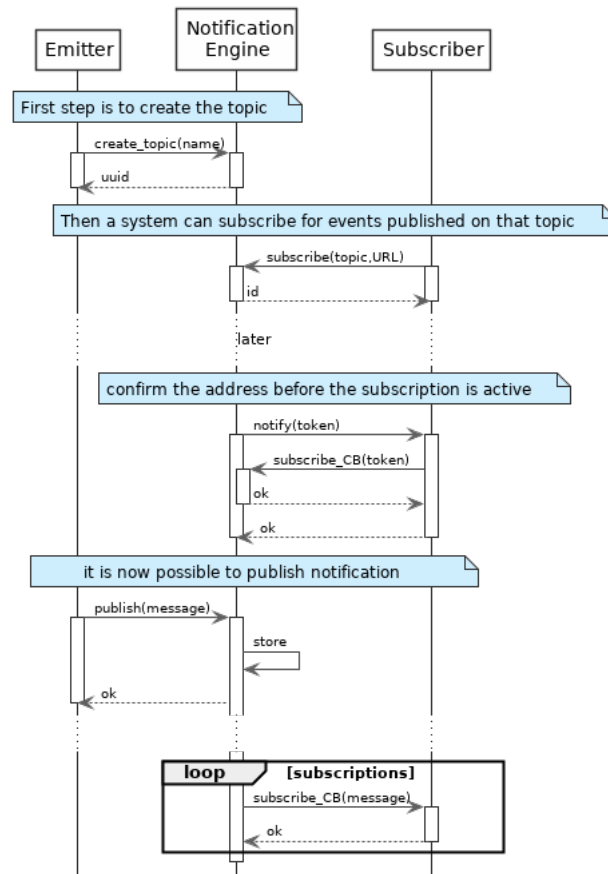 Emitter
Notification
Engine
Subscriber
First step is to create the topic
create_topic(name)
uuid
Then a system can subscribe for events published on that topic
subscribe(topic,URL)
id
later
confirm the address before the subscription is active
notify(token)
subscribe_CB(token)
ok
ok
it is now possible to publish notification
publish(message)
store
ok
loop
[subscriptions]
subscribe_CB(message)
ok